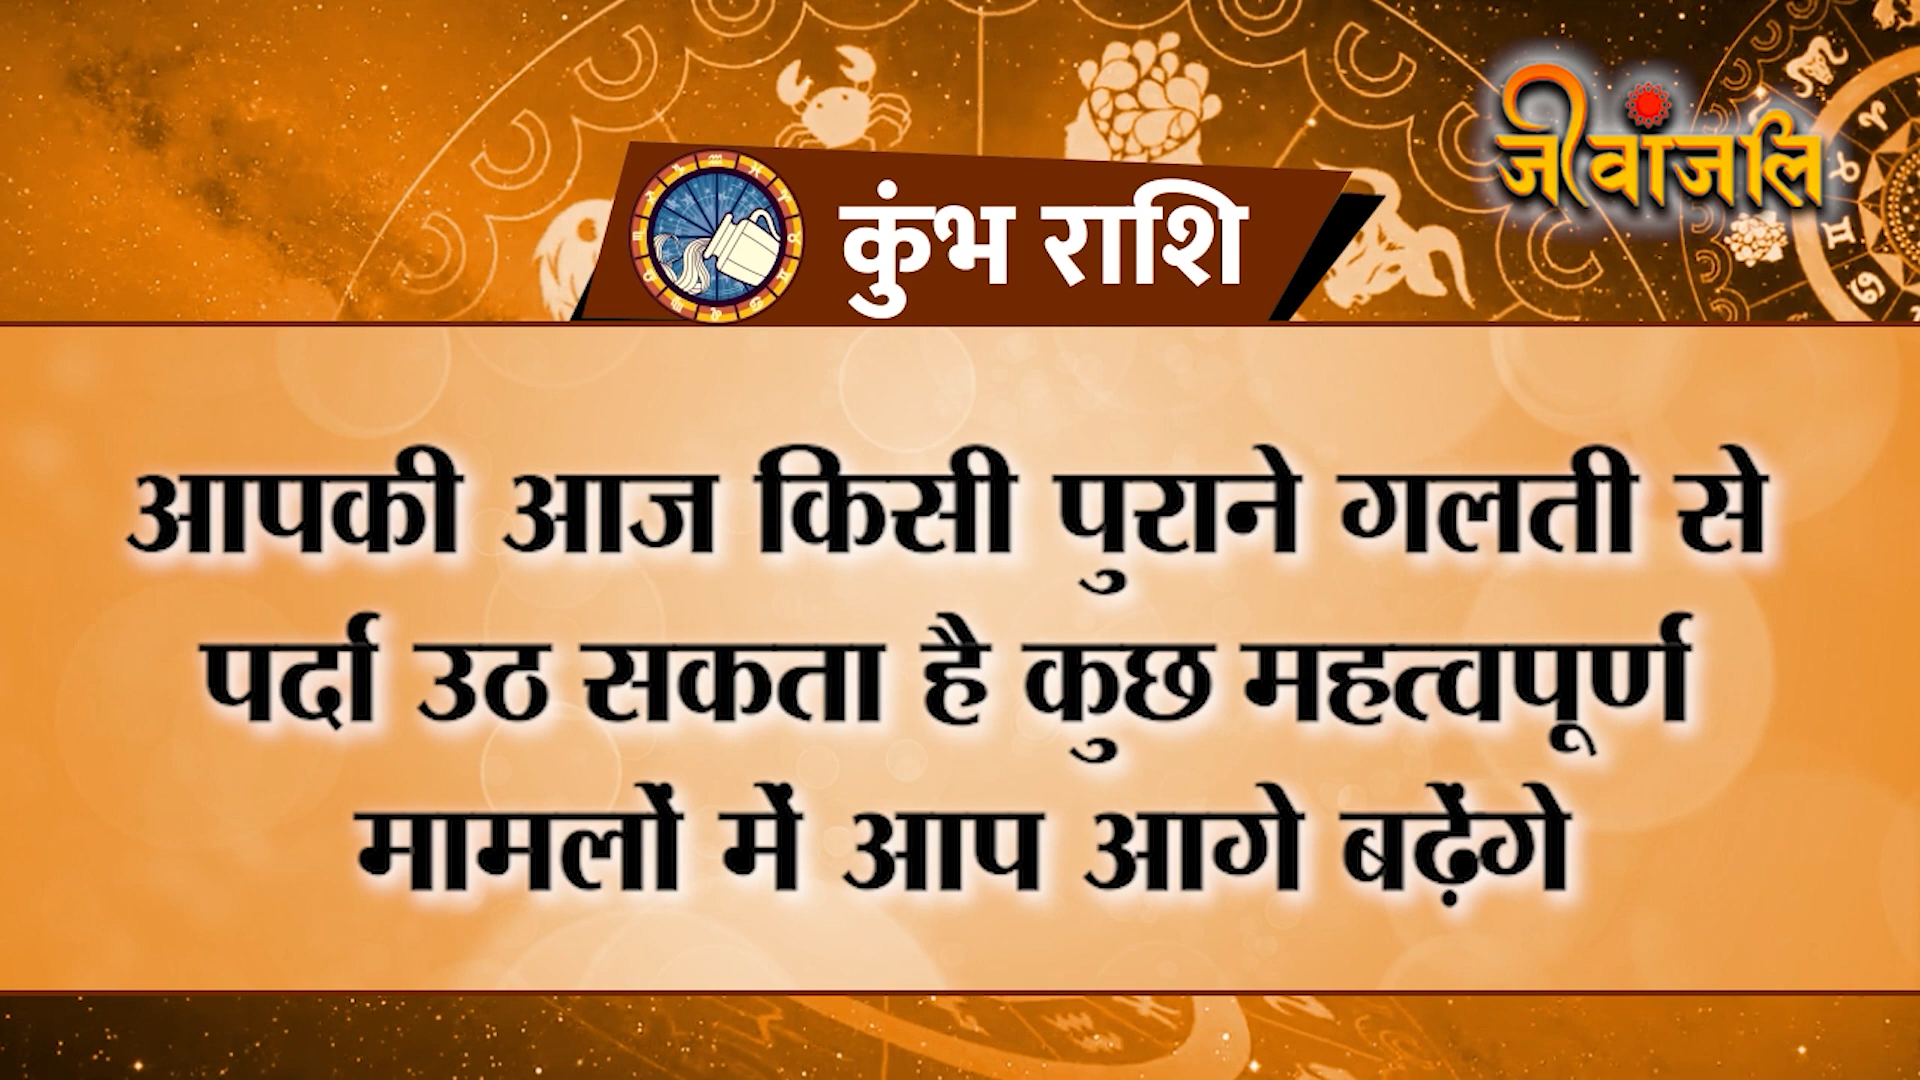 जीवांजलि
कुंभ राशि
आपकी आज किसी पुराने गलती से
पर्दा उठ सकता है कुछ महत्वपूर्ण
मामलों में आप आगे बढ़ेंगे